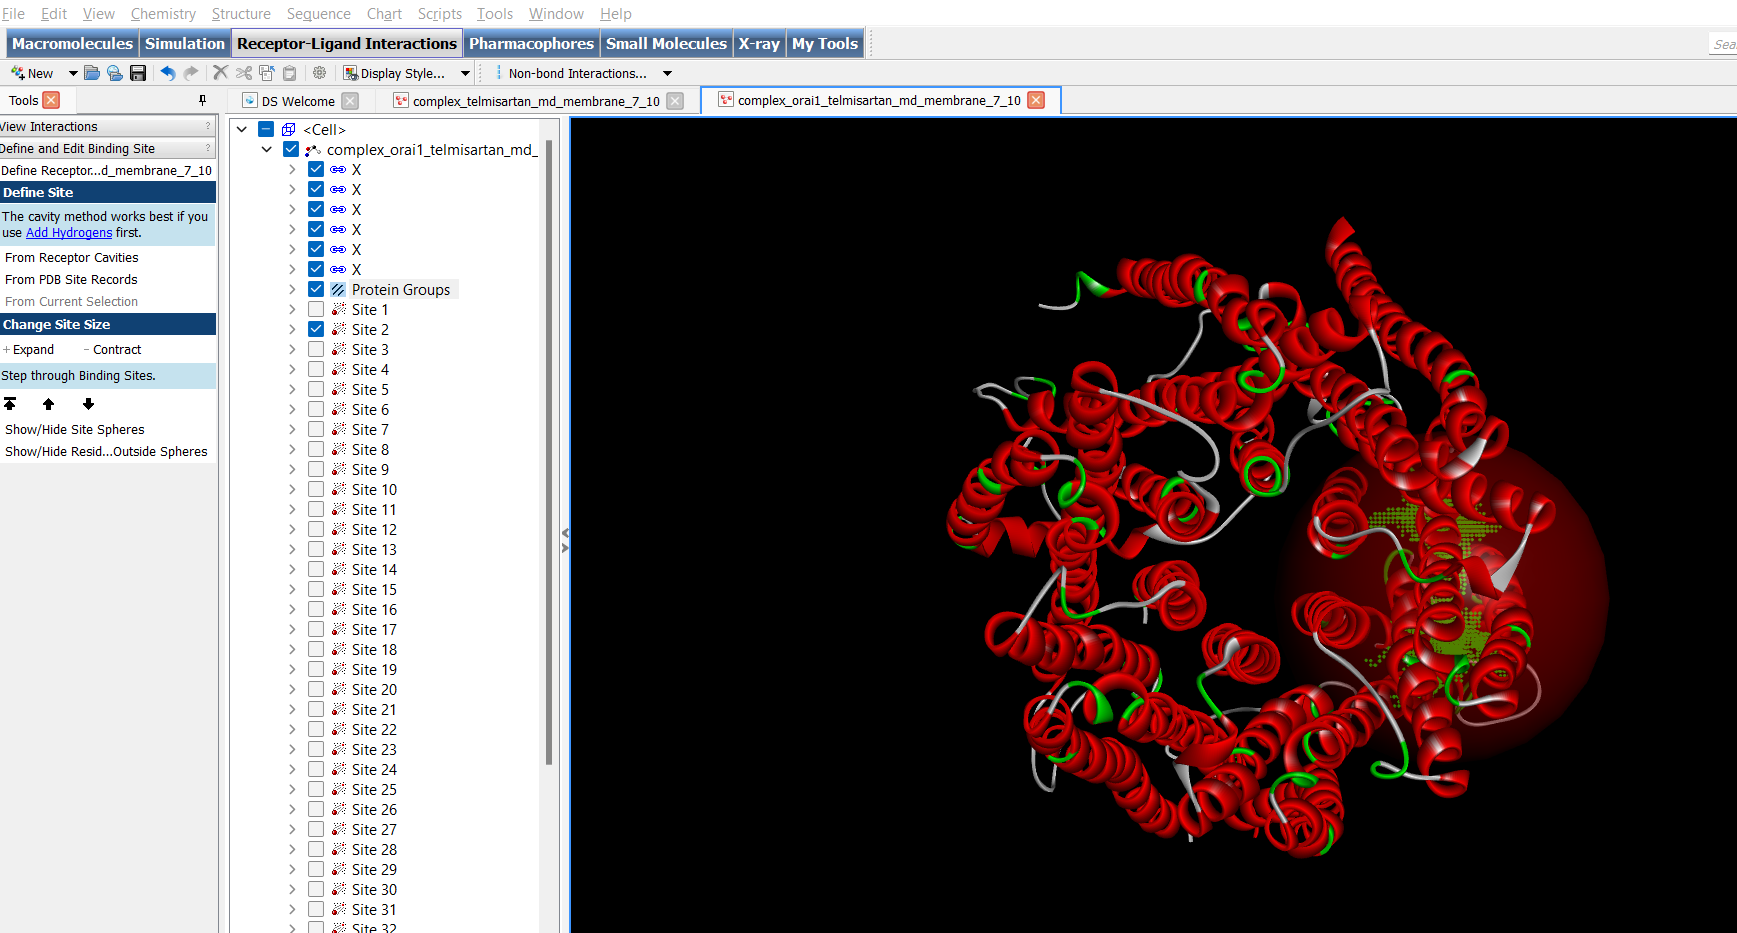 File Edit View Chemistry Structure Sequence Chart Scripts Tools Window Help
Macromolecules Simulation Receptor-Ligand Interactions Pharmacophores Small Molecules X-ray My Tools
Sea
New Display Style... Non-bond Interactions...
Tools DS Welcome complex_telmisartan_md_membrane_7_10 complex_orai1_telmisartan_md_membrane_7_10
View Interactions ?
Define and Edit Binding Site ?
Define Receptor...d_membrane_7_10
Define Site
The cavity method works best if you
use Add Hydrogens first.
From Receptor Cavities
From PDB Site Records
From Current Selection
Change Site Size
+ Expand - Contract
Step through Binding Sites.
Show/Hide Site Spheres
Show/Hide Resid...Outside Spheres
<Cell>
complex_orai1_telmisartan_md_
X
X
X
X
X
X
Protein Groups
Site 1
Site 2
Site 3
Site 4
Site 5
Site 6
Site 7
Site 8
Site 9
Site 10
Site 11
Site 12
Site 13
Site 14
Site 15
Site 16
Site 17
Site 18
Site 19
Site 20
Site 21
Site 22
Site 23
Site 24
Site 25
Site 26
Site 27
Site 28
Site 29
Site 30
Site 31
Site 32